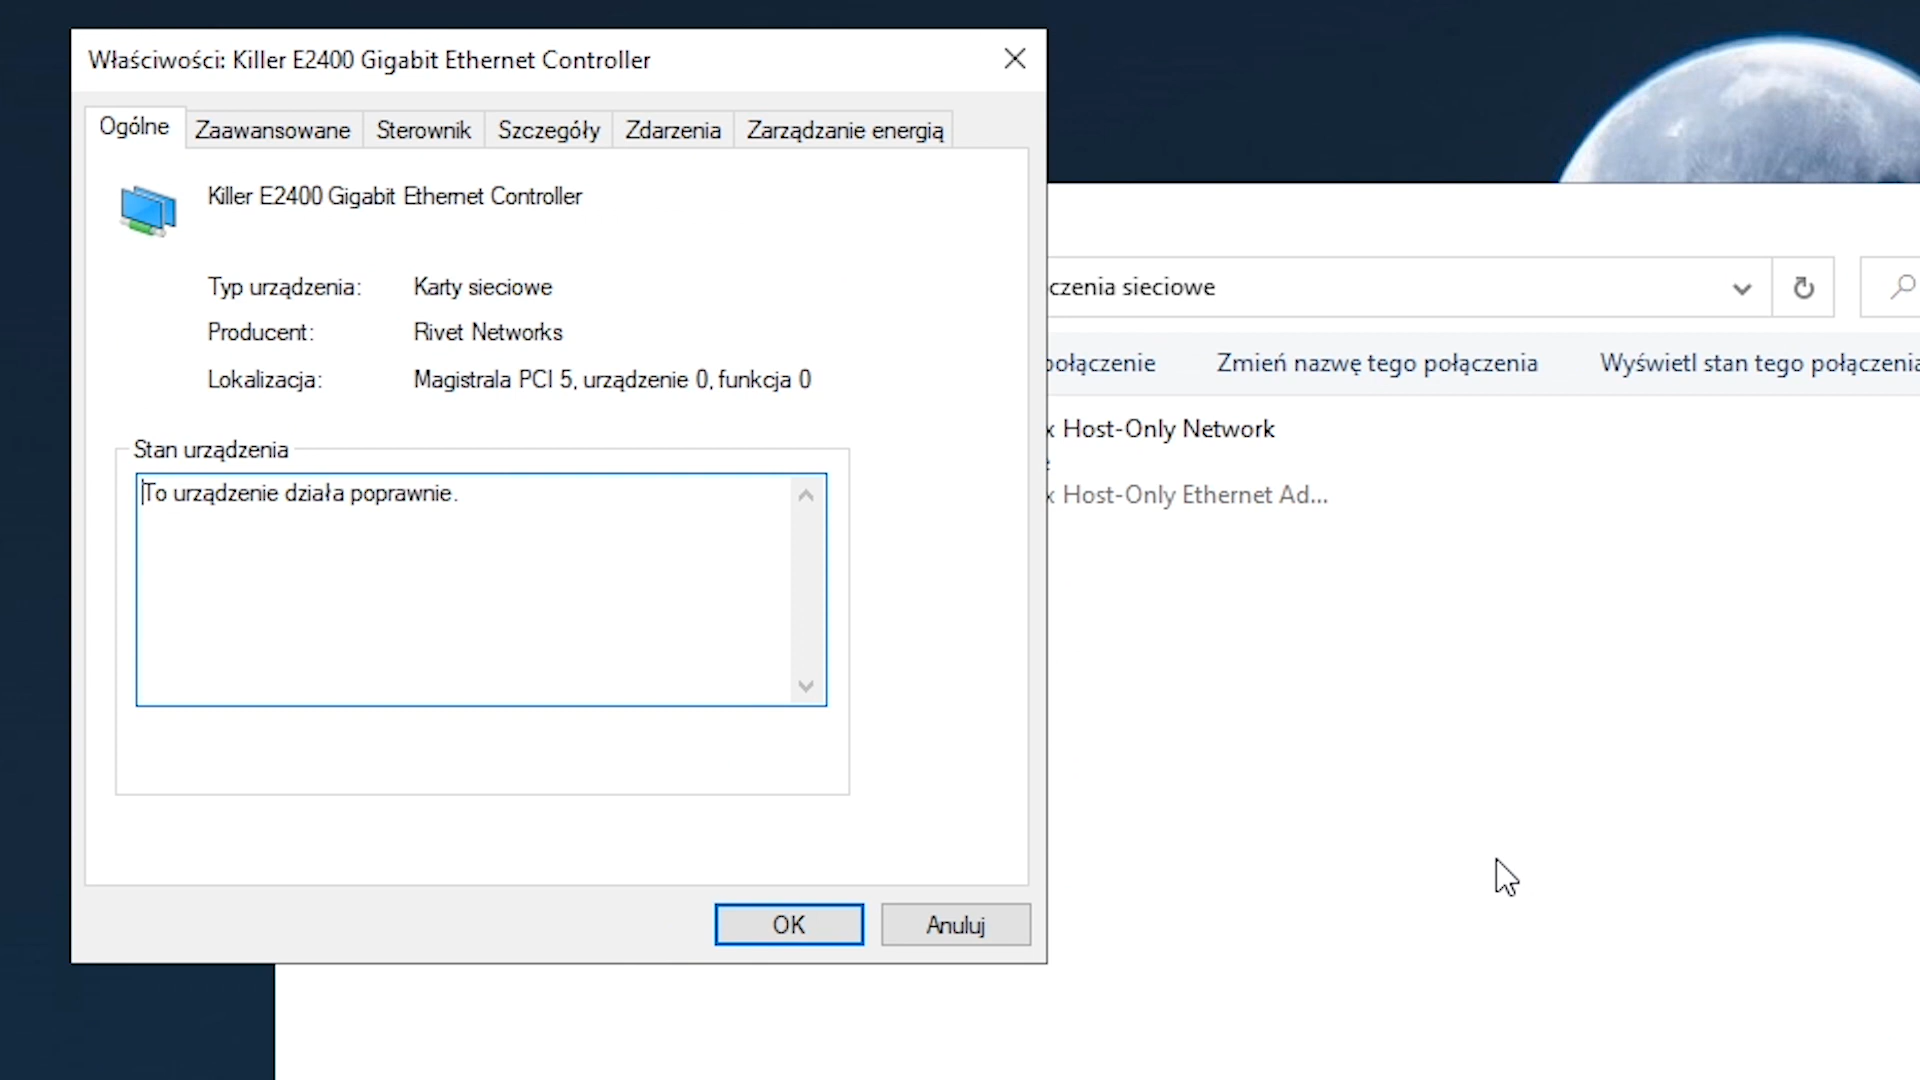 Właściwości: Killer E2400 Gigabit Ethernet Controller
Ogólne
Zaawansowane
Sterownik
Szczegóły
Zdarzenia
Zarządzanie energią
Killer E2400 Gigabit Ethernet Controller
Typ urządzenia: Karty sieciowe
Producent: Rivet Networks
Lokalizacja: Magistrala PCI 5, urządzenie 0, funkcja 0
Stan urządzenia
To urządzenie działa poprawnie.
OK
Anuluj
czenia sieciowe
połączenie
Zmień nazwę tego połączenia
Wyświetl stan tego połączenia
x Host-Only Network
x Host-Only Ethernet Ad...